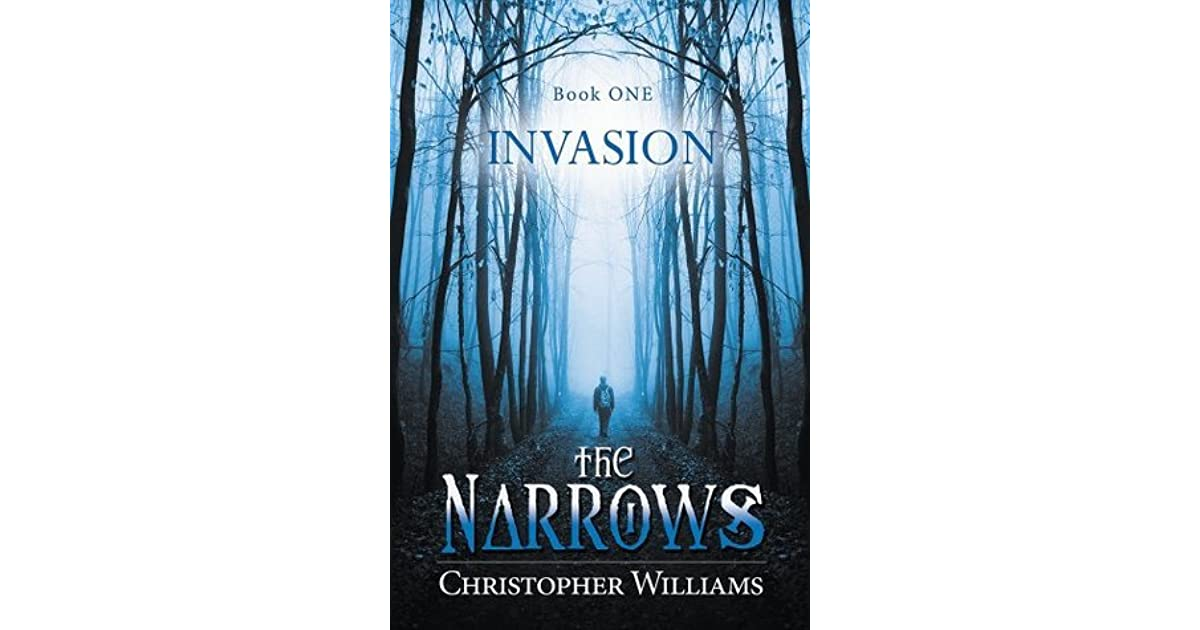 Book ONE
INVASION
the
NARROWS
CHRISTOPHER WILLIAMS